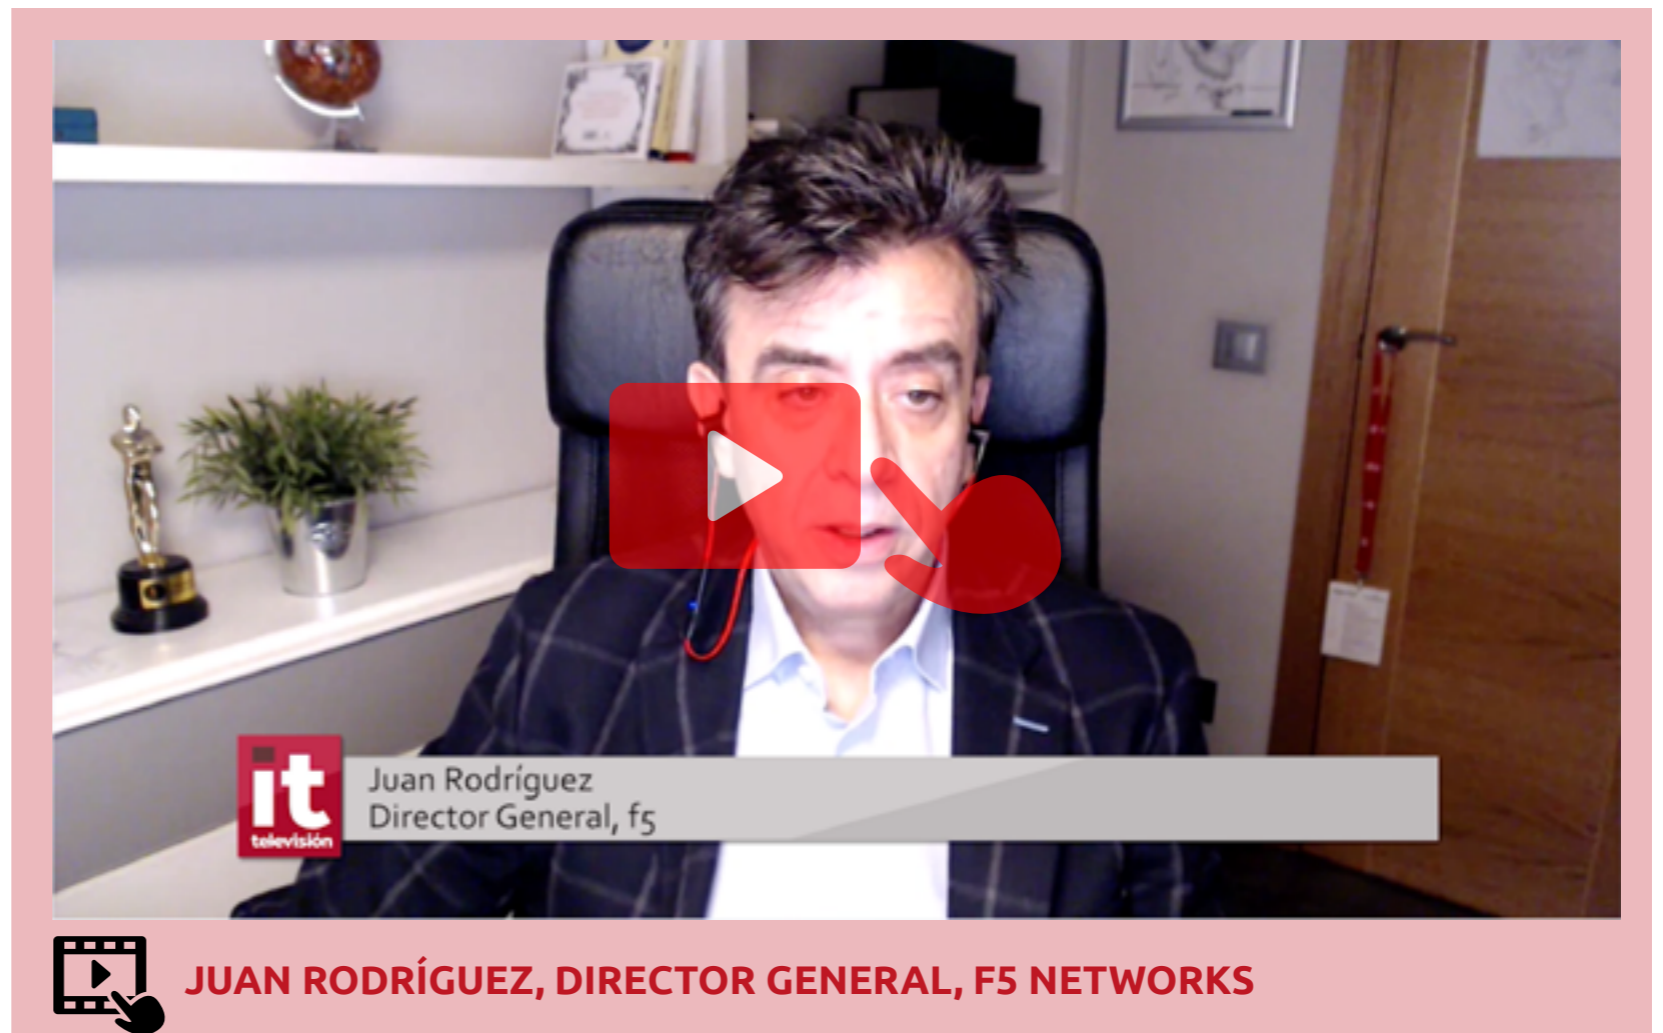 it
televisión
Juan Rodríguez
Director General, f5
JUAN RODRÍGUEZ, DIRECTOR GENERAL, F5 NETWORKS